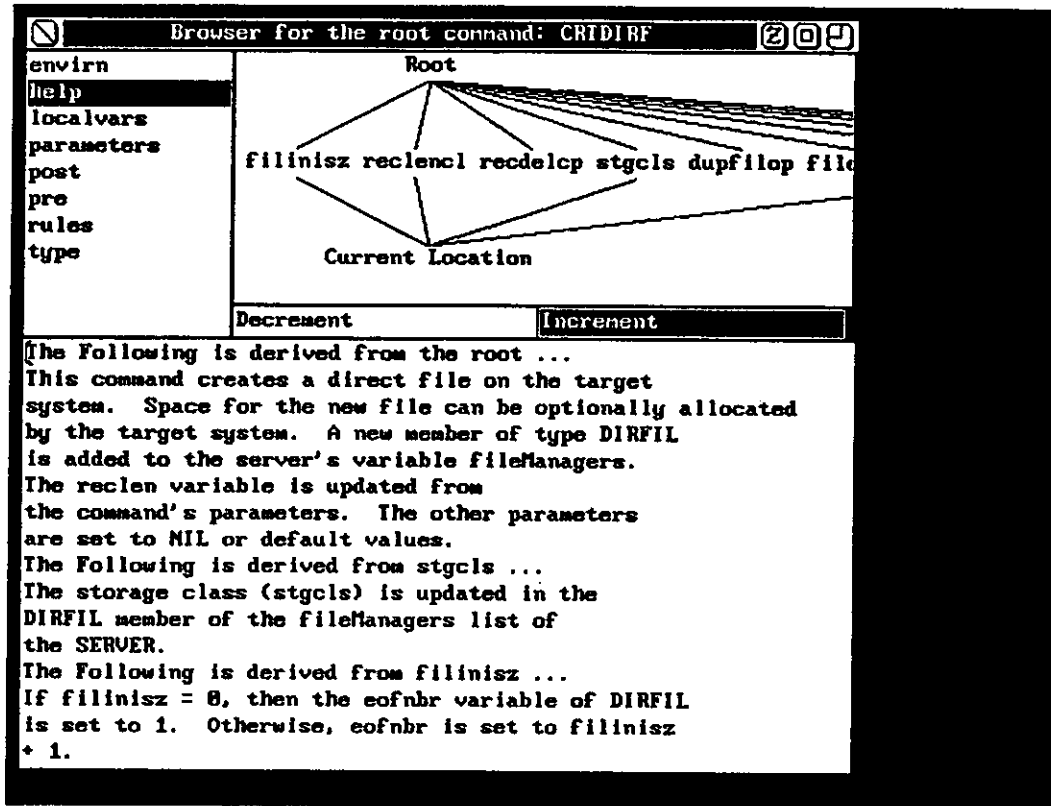 Browser for the root command: CRTDIRF
envirn
help
localvars
parameters
post
pre
rules
type
Root
filinisz reclencl recdelcp stgcls dupfilop filc
Current Location
Decrement
Increment
The Following is derived from the root ...
This command creates a direct file on the target
system.  Space for the new file can be optionally allocated
by the target system.  A new member of type DIRFIL
is added to the server's variable fileManagers.
The reclen variable is updated from
the command's parameters.  The other parameters
are set to NIL or default values.
The Following is derived from stgcls ...
The storage class (stgcls) is updated in the
DIRFIL member of the fileManagers list of
the SERVER.
The Following is derived from filinisz ...
If filinisz = 0, then the eofnbr variable of DIRFIL
is set to 1.  Otherwise, eofnbr is set to filinisz
+ 1.